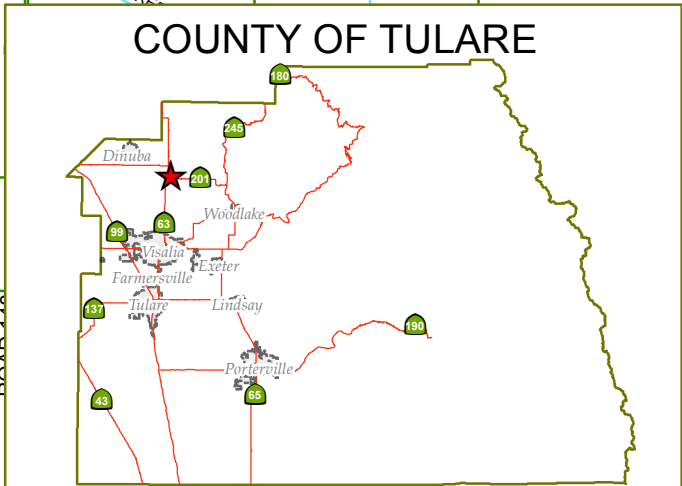 COUNTY OF TULARE
180
245
Dinuba
201
Woodlake
63
99
Visalia
Exeter
Farmersville
137
Tulare
Lindsay
190
Porterville
65
43